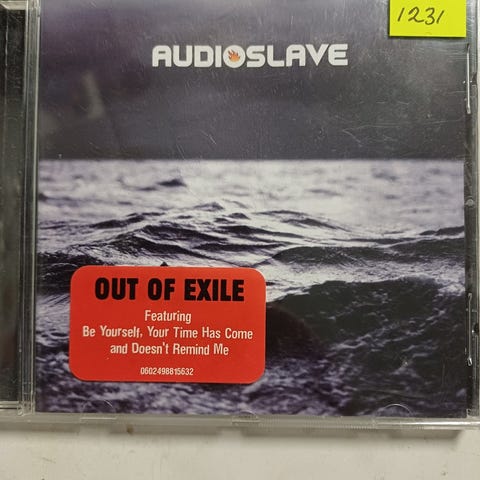 1231
AUDIOSLAVE
OUT OF EXILE
Featuring
Be Yourself, Your Time Has Come
and Doesn't Remind Me
0602498815632